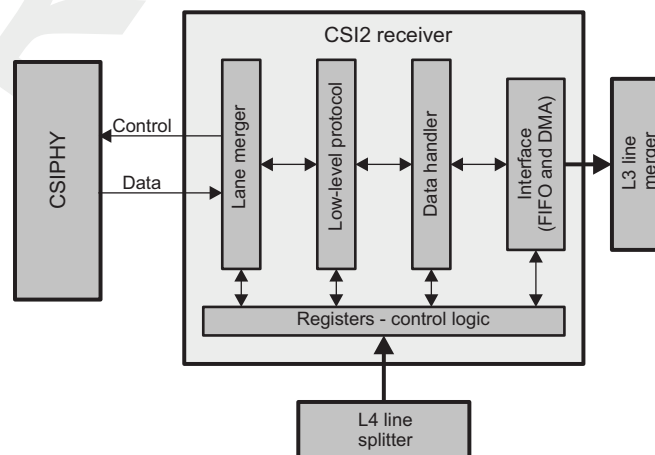 CSI2 receiver
CSIPHY
Control
Data
Lane merger
Low-level protocol
Data handler
Interface
(FIFO and DMA)
L3 line
merger
Registers - control logic
L4 line
splitter